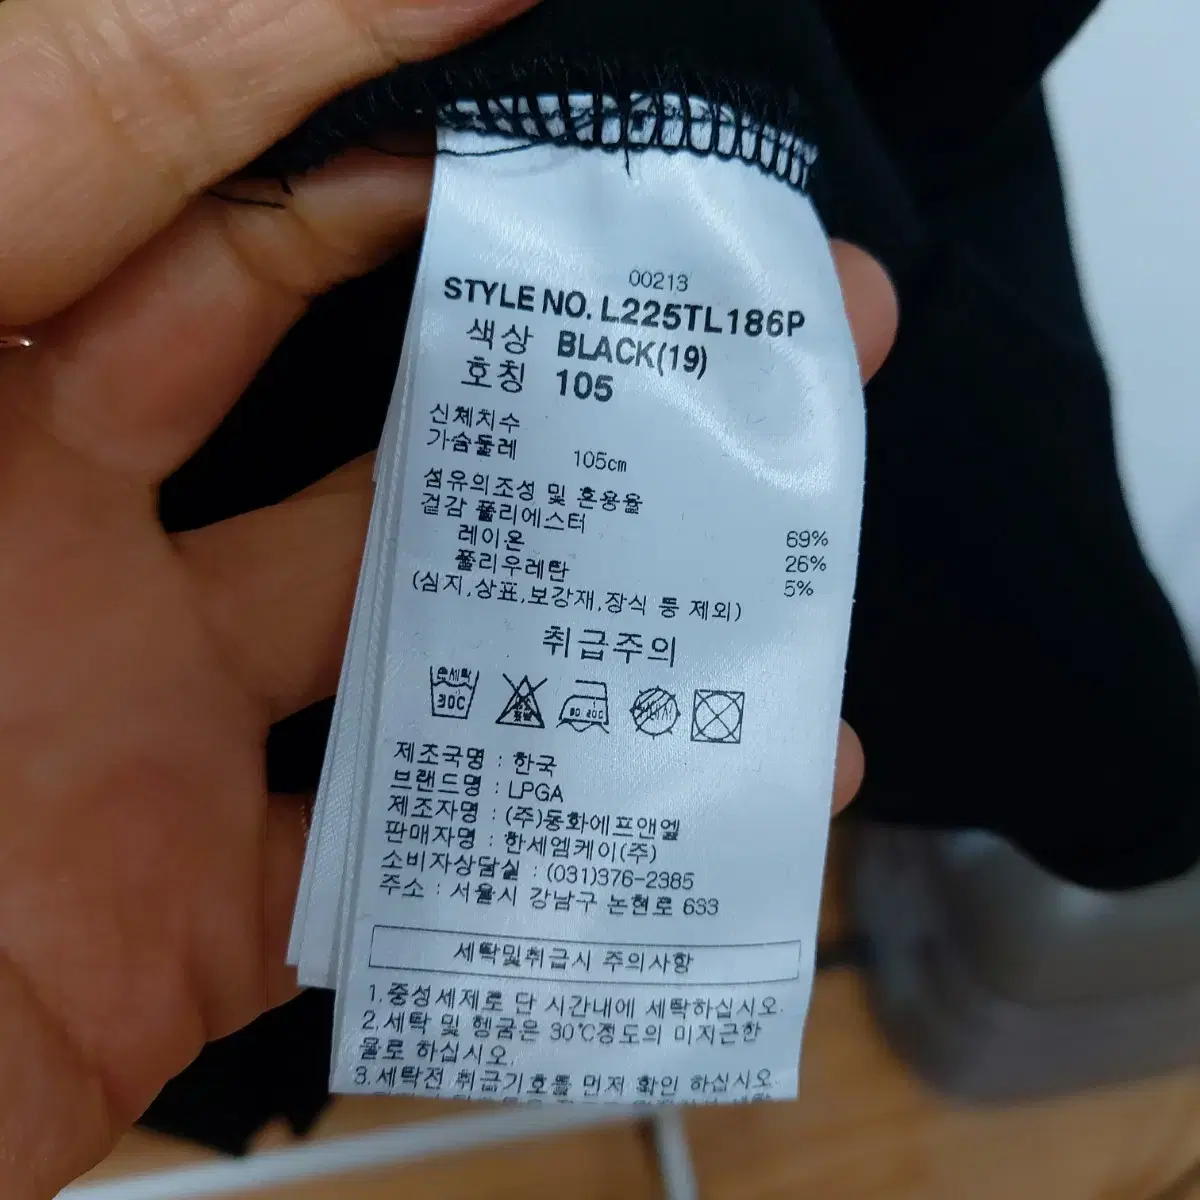 00213
STYLE NO. L225TL186P
색상 BLACK(19)
호칭 105
신체치수
가슴둘레 105cm
섬유의조성 및 혼용율
겉감 폴리에스터 69%
레이온 26%
폴리우레탄 5%
(심지,상표,보강재,장식 등 제외)
취급주의
손세탁
30C
제조국명 : 한국
브랜드명 : LPGA
제조자명 : (주)동화에프앤엘
판매자명 : 한세엠케이(주)
소비자상담실 : (031)376-2385
주소 : 서울시 강남구 논현로 633
세탁및취급시 주의사항
1.중성세제로 단 시간내에 세탁하십시오.
2.세탁 및 헹굼은 30℃정도의 미지근한
물로 하십시오.
3.세탁전 취급기호를 먼저 확인 하십시오.